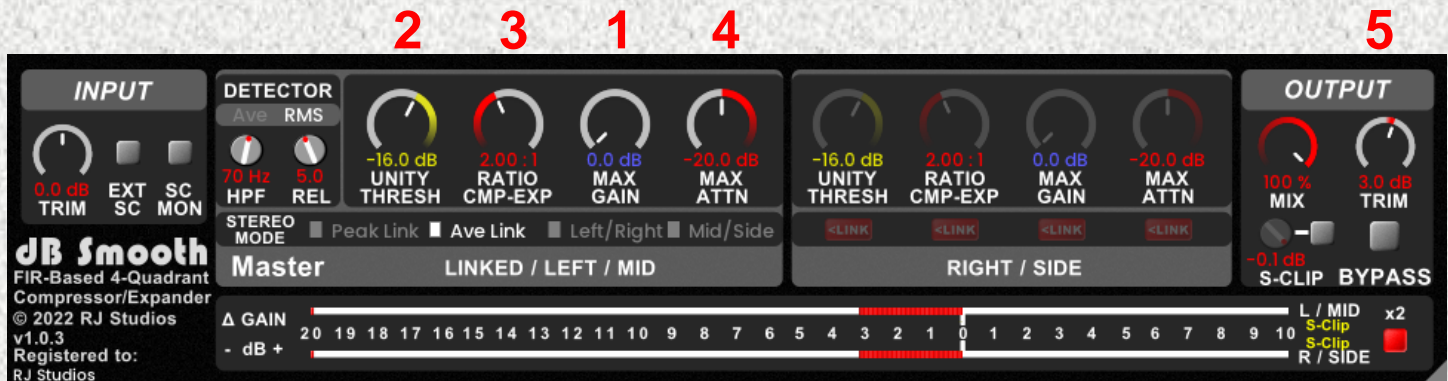 2 3 1 4 5
INPUT
0.0 dB
TRIM
EXT SC
SC MON
DETECTOR
Ave RMS
70 Hz 5.0
HPF REL
-16.0 dB
UNITY THRESH
2.00 : 1
RATIO CMP-EXP
0.0 dB
MAX GAIN
-20.0 dB
MAX ATTN
-16.0 dB
UNITY THRESH
2.00 : 1
RATIO CMP-EXP
0.0 dB
MAX GAIN
-20.0 dB
MAX ATTN
OUTPUT
100 %
MIX
3.0 dB
TRIM
STEREO MODE
Peak Link Ave Link Left/Right Mid/Side
<LINK <LINK <LINK <LINK
-0.1 dB
S-CLIP BYPASS
Master LINKED / LEFT / MID
RIGHT / SIDE
dB Smooth
FIR-Based 4-Quadrant
Compressor/Expander
© 2022 RJ Studios
v1.0.3
Registered to:
RJ Studios
Δ GAIN
- dB +
20 19 18 17 16 15 14 13 12 11 10 9 8 7 6 5 4 3 2 1 0 1 2 3 4 5 6 7 8 9 10
L / MID
S-Clip
S-Clip
R / SIDE
x2